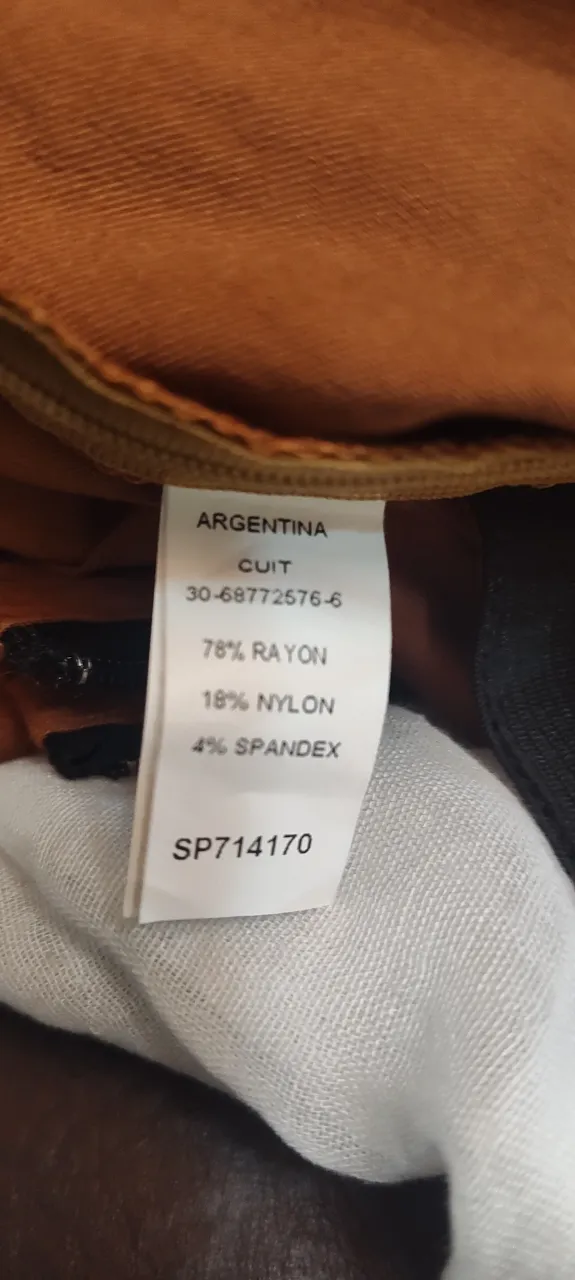 ARGENTINA
CUIT
30-68772576-6
78% RAYON
18% NYLON
4% SPANDEX
SP714170